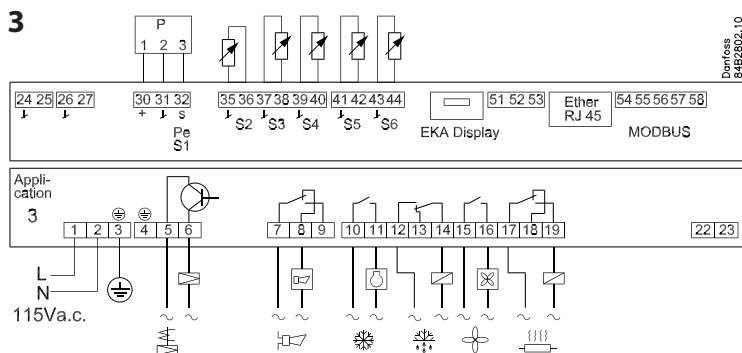 3
P
1 2 3
Danfoss
84B2802.10
24 25 26 27 30 31 32 35 36 37 38 39 40 41 42 43 44 51 52 53 54 55 56 57 58
+ s
Pe
S1
S2 S3 S4 S5 S6
EKA Display
Ether
RJ 45
MODBUS
Appli-
cation
3
1 2 3 4 5 6 7 8 9 10 11 12 13 14 15 16 17 18 19 22 23
L
N
115Va.c.